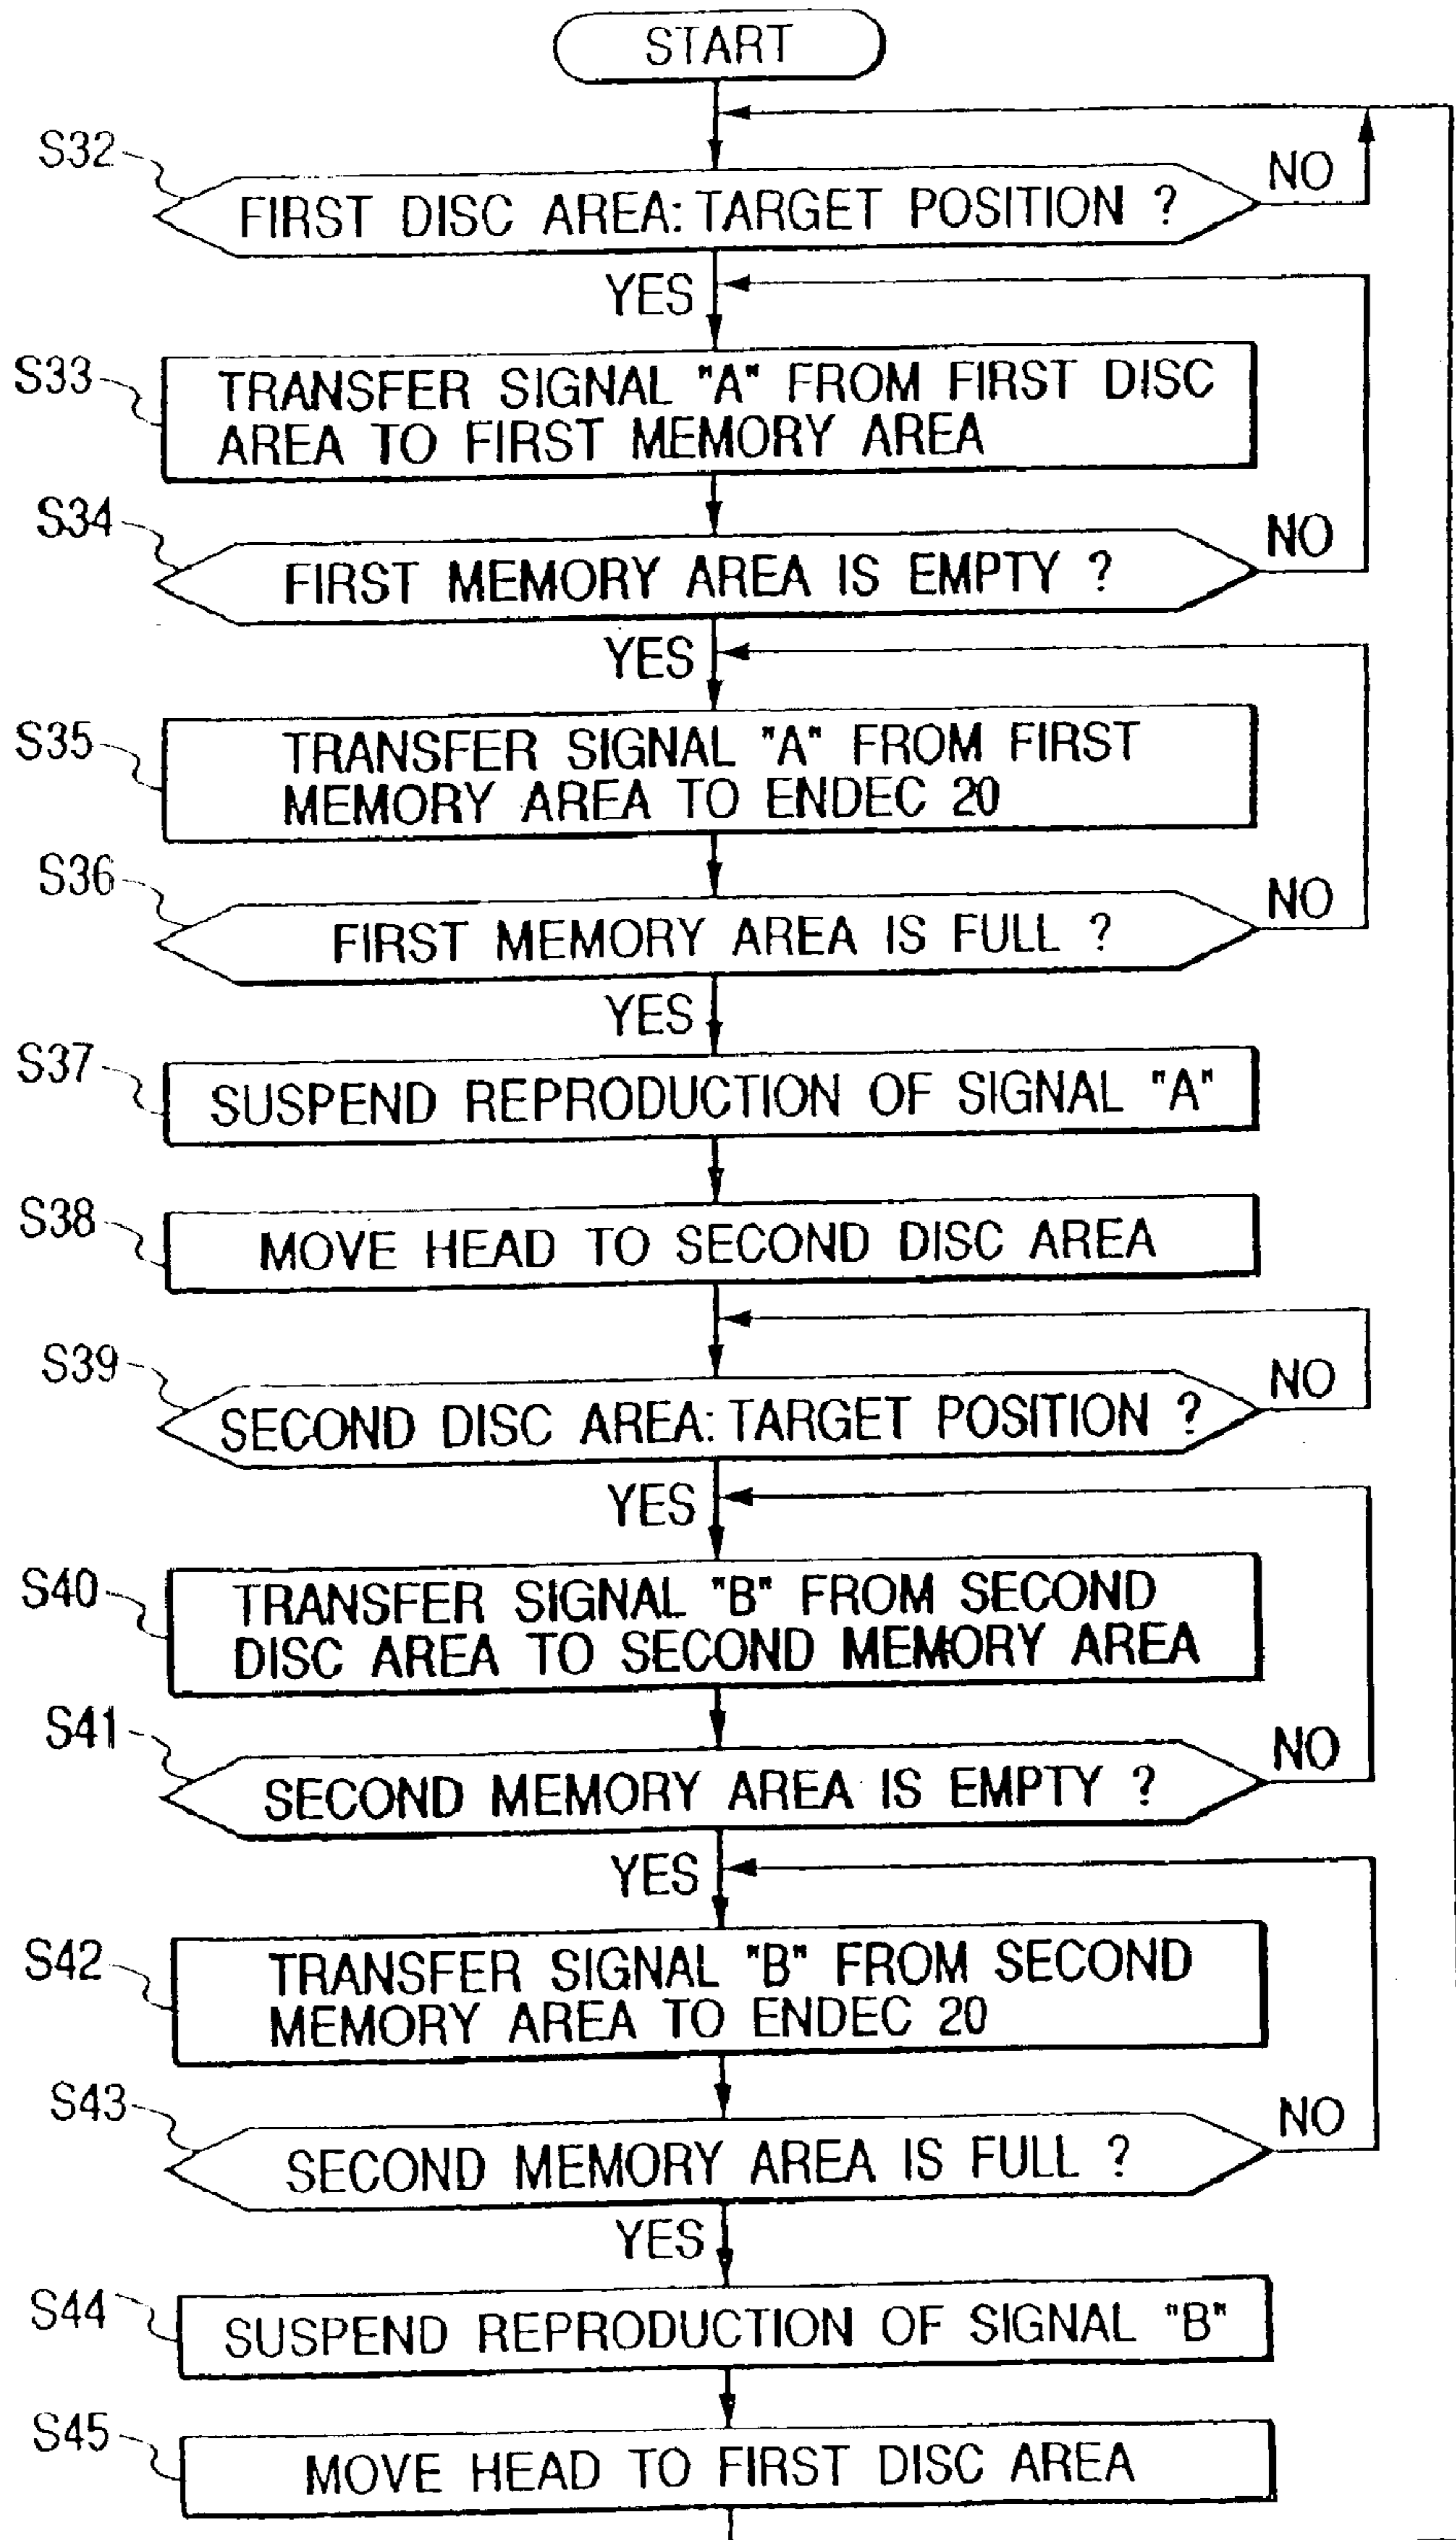 START
S32
FIRST DISC AREA: TARGET POSITION ?
NO
YES
S33
TRANSFER SIGNAL "A" FROM FIRST DISC
AREA TO FIRST MEMORY AREA
S34
FIRST MEMORY AREA IS EMPTY ?
NO
YES
S35
TRANSFER SIGNAL "A" FROM FIRST
MEMORY AREA TO ENDEC 20
S36
FIRST MEMORY AREA IS FULL ?
NO
YES
S37
SUSPEND REPRODUCTION OF SIGNAL "A"
S38
MOVE HEAD TO SECOND DISC AREA
S39
SECOND DISC AREA: TARGET POSITION ?
NO
YES
S40
TRANSFER SIGNAL "B" FROM SECOND
DISC AREA TO SECOND MEMORY AREA
S41
SECOND MEMORY AREA IS EMPTY ?
NO
YES
S42
TRANSFER SIGNAL "B" FROM SECOND
MEMORY AREA TO ENDEC 20
S43
SECOND MEMORY AREA IS FULL ?
NO
YES
S44
SUSPEND REPRODUCTION OF SIGNAL "B"
S45
MOVE HEAD TO FIRST DISC AREA